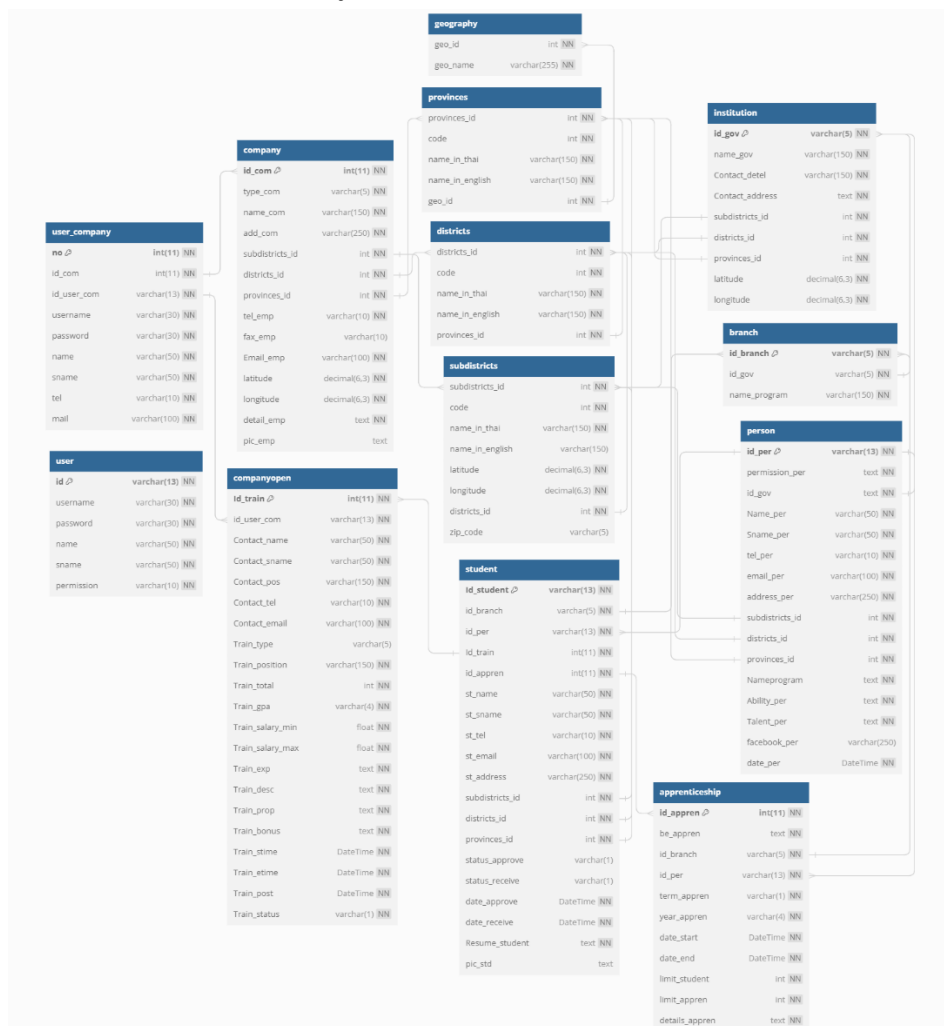 geography
geo_id int NN
geo_name varchar(255) NN
provinces
provinces_id int NN
code int NN
name_in_thai varchar(150) NN
name_in_english varchar(150) NN
geo_id int NN
institution
id_gov varchar(5) NN
name_gov varchar(150) NN
Contact_detel varchar(150) NN
Contact_address text NN
subdistricts_id int NN
districts_id int NN
provinces_id int NN
latitude decimal(6,3) NN
longitude decimal(6,3) NN
company
id_com int(11) NN
type_com varchar(5) NN
name_com varchar(150) NN
add_com varchar(250) NN
subdistricts_id int NN
districts_id int NN
provinces_id int NN
tel_emp varchar(10) NN
fax_emp varchar(10)
Email_emp varchar(100) NN
latitude decimal(6,3) NN
longitude decimal(6,3) NN
detail_emp text NN
pic_emp text
user_company
no int(11) NN
id_com int(11) NN
id_user_com varchar(13) NN
username varchar(30) NN
password varchar(30) NN
name varchar(50) NN
sname varchar(50) NN
tel varchar(10) NN
mail varchar(100) NN
districts
districts_id int NN
code int NN
name_in_thai varchar(150) NN
name_in_english varchar(150) NN
provinces_id int NN
branch
id_branch varchar(5) NN
id_gov varchar(5) NN
name_program varchar(150) NN
subdistricts
subdistricts_id int NN
code int NN
name_in_thai varchar(150) NN
name_in_english varchar(150)
latitude decimal(6,3) NN
longitude decimal(6,3) NN
districts_id int NN
zip_code varchar(5)
person
id_per varchar(13) NN
permission_per text NN
id_gov text NN
Name_per varchar(50) NN
Sname_per varchar(50) NN
tel_per varchar(10) NN
email_per varchar(100) NN
address_per varchar(250) NN
subdistricts_id int NN
districts_id int NN
provinces_id int NN
Nameprogram text NN
Ability_per text NN
Talent_per text NN
facebook_per varchar(250)
date_per DateTime NN
user
id varchar(13) NN
username varchar(30) NN
password varchar(30) NN
name varchar(50) NN
sname varchar(50) NN
permission varchar(10) NN
companyopen
id_train int(11) NN
id_user_com varchar(13) NN
Contact_name varchar(50) NN
Contact_sname varchar(50) NN
Contact_pos varchar(150) NN
Contact_tel varchar(10) NN
Contact_email varchar(100) NN
Train_type varchar(5)
Train_position varchar(150) NN
Train_total int NN
Train_gpa varchar(4) NN
Train_salary_min float NN
Train_salary_max float NN
Train_exp text NN
Train_desc text NN
Train_prop text NN
Train_bonus text NN
Train_stime DateTime NN
Train_etime DateTime NN
Train_post DateTime NN
Train_status varchar(1) NN
student
id_student varchar(13) NN
id_branch varchar(5) NN
id_per varchar(13) NN
id_train int(11) NN
id_appren int(11) NN
st_name varchar(50) NN
st_sname varchar(50) NN
st_tel varchar(10) NN
st_email varchar(100) NN
st_address varchar(250) NN
subdistricts_id int NN
districts_id int NN
provinces_id int NN
status_approve varchar(1)
status_receive varchar(1)
date_approve DateTime NN
date_receive DateTime NN
Resume_student text NN
pic_std text
apprenticeship
id_appren int(11) NN
be_appren text NN
id_branch varchar(5) NN
id_per varchar(13) NN
term_appren varchar(1) NN
year_appren varchar(4) NN
date_start DateTime NN
date_end DateTime NN
limit_student int NN
limit_appren int NN
details_appren text NN